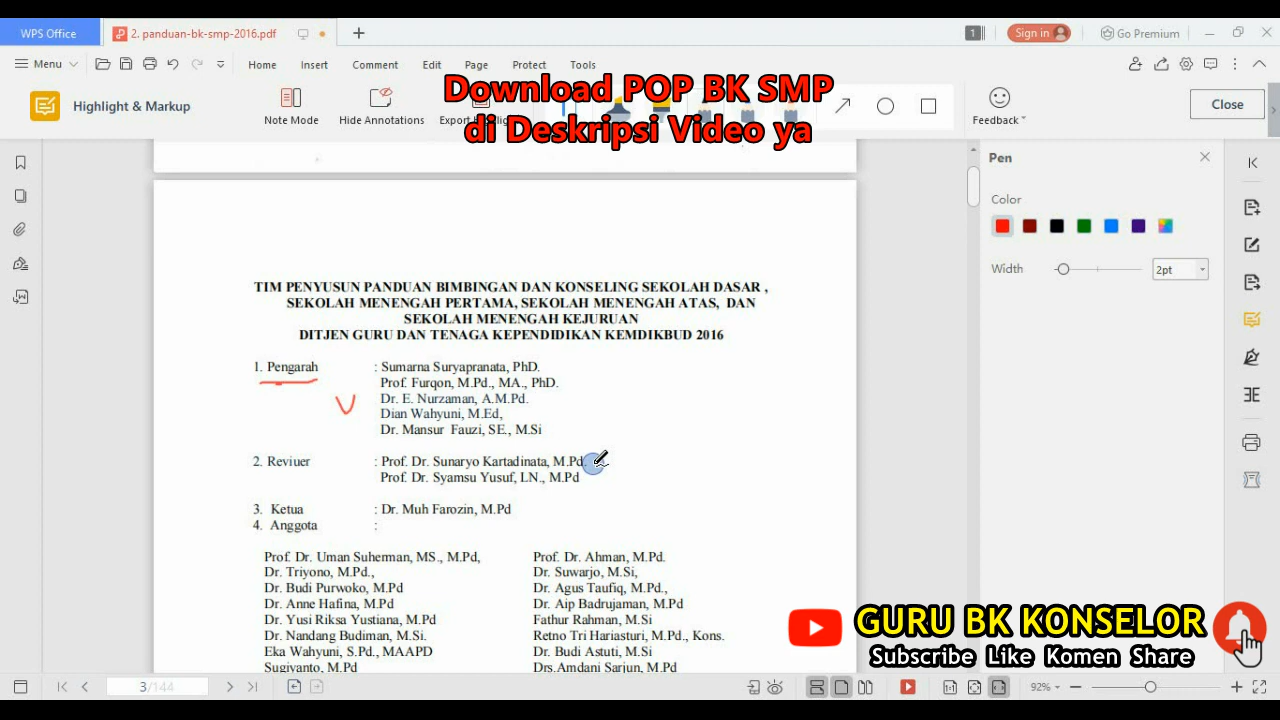 WPS Office
2. panduan-bk-smp-2016.pdf
1
Sign in
Go Premium
Menu
Home
Insert
Comment
Edit
Page
Protect
Tools
Download POP BK SMP
di Deskripsi Video ya
Highlight & Markup
Note Mode
Hide Annotations
Feedback
Close
Pen
Color
Width
2pt
TIM PENYUSUN PANDUAN BIMBINGAN DAN KONSELING SEKOLAH DASAR ,
SEKOLAH MENENGAH PERTAMA, SEKOLAH MENENGAH ATAS, DAN
SEKOLAH MENENGAH KEJURUAN
DITJEN GURU DAN TENAGA KEPENDIDIKAN KEMDIKBUD 2016
1. Pengarah : Sumarna Suryapranata, PhD.
Prof. Furqon, M.Pd., MA., PhD.
Dr. E. Nurzaman, A.M.Pd.
Dian Wahyuni, M.Ed,
Dr. Mansur Fauzi, SE., M.Si
2. Reviuer : Prof. Dr. Sunaryo Kartadinata, M.Pd
Prof. Dr. Syamsu Yusuf, LN., M.Pd
3. Ketua : Dr. Muh Farozin, M.Pd
4. Anggota :
Prof. Dr. Uman Suherman, MS., M.Pd,
Dr. Triyono, M.Pd.,
Dr. Budi Purwoko, M.Pd
Dr. Anne Hafina, M.Pd
Dr. Yusi Riksa Yustiana, M.Pd
Dr. Nandang Budiman, M.Si.
Eka Wahyuni, S.Pd., MAAPD
Sugiyanto, M.Pd
Prof. Dr. Ahman, M.Pd.
Dr. Suwarjo, M.Si,
Dr. Agus Taufiq, M.Pd.,
Dr. Aip Badrujaman, M.Pd
Fathur Rahman, M.Si
Retno Tri Hariasturi, M.Pd., Kons.
Dr. Budi Astuti, M.Si
Drs.Andani Sarjun, M.Pd
GURU BK KONSELOR
Subscribe Like Komen Share
3/144
92%